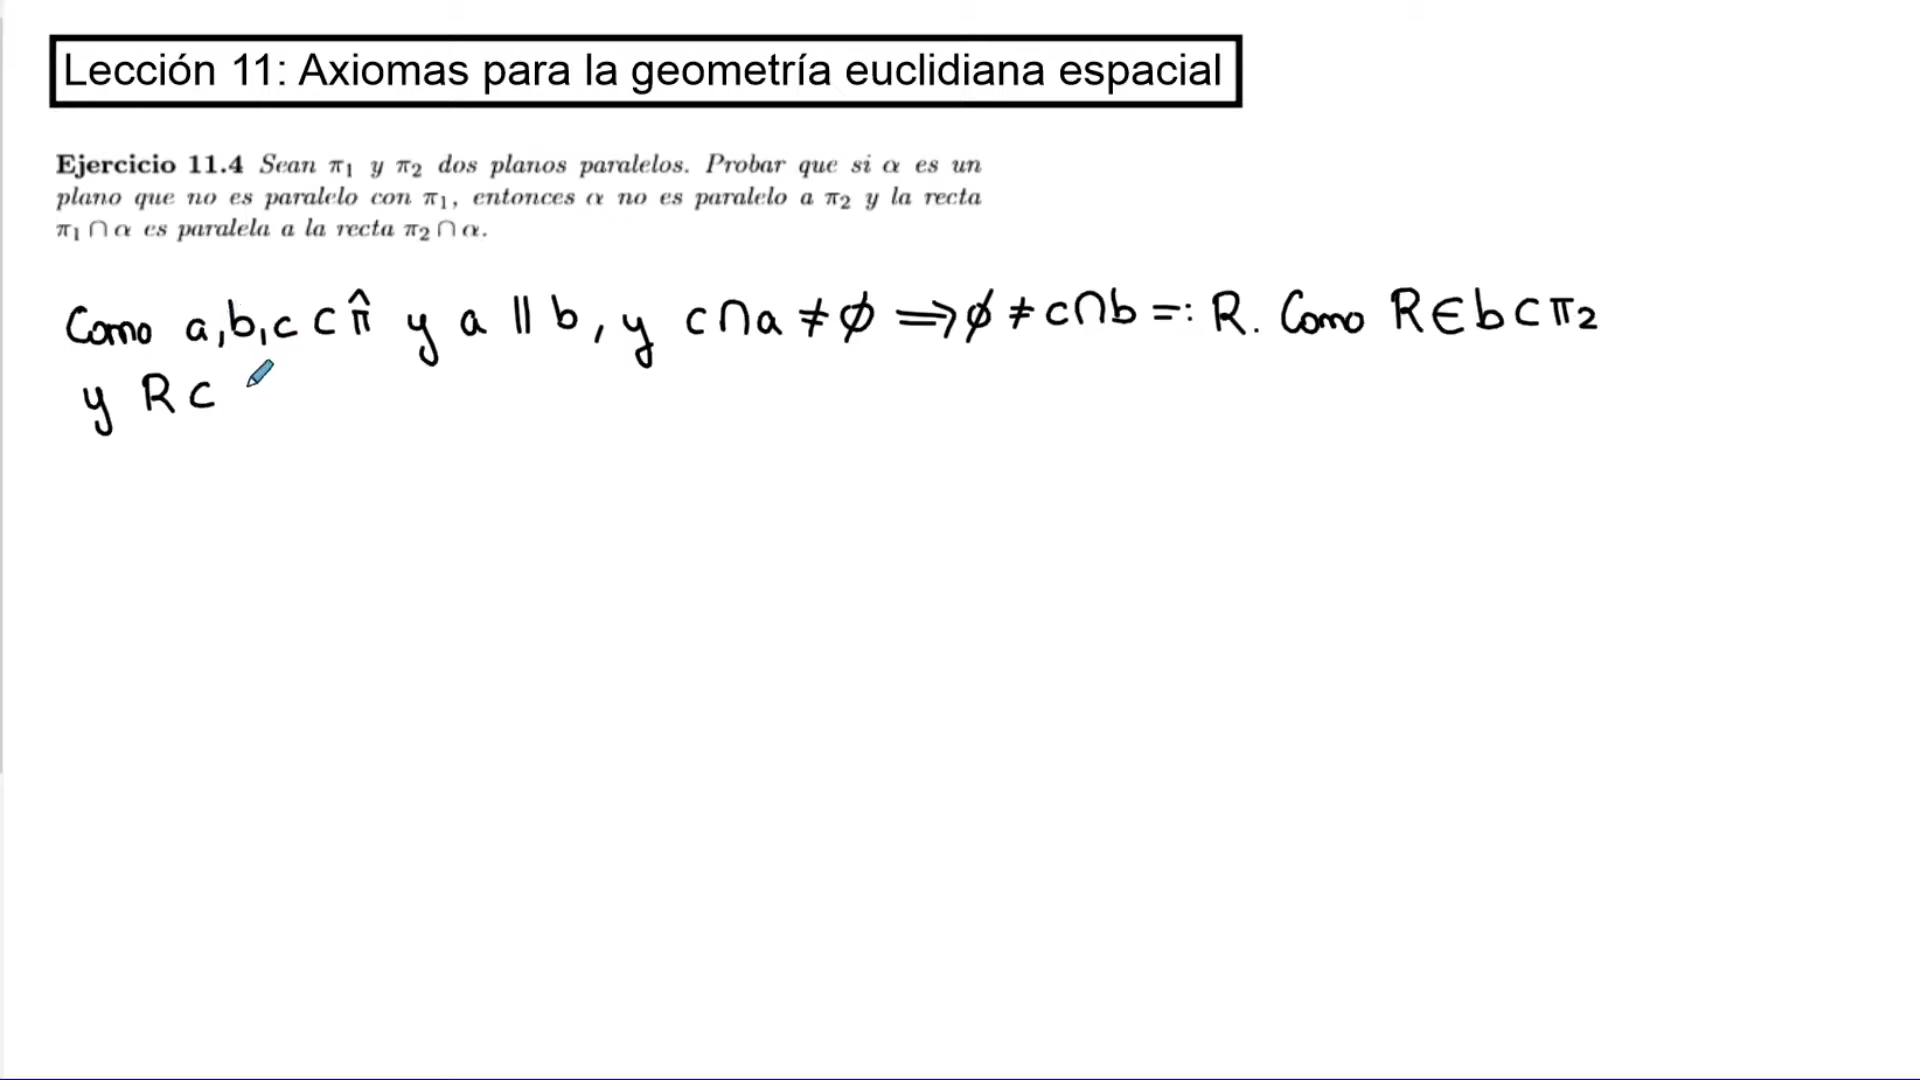 Lección 11: Axiomas para la geometría euclidiana espacial
Ejercicio 11.4 Sean π₁ y π₂ dos planos paralelos. Probar que si α es un
plano que no es paralelo con π₁, entonces α no es paralelo a π₂ y la recta
π₁ ∩ α es paralela a la recta π₂ ∩ α.
Como a,b,c ⊂ π̂ y a ∥ b, y c∩a ≠ ∅ ⟹ ∅ ≠ c∩b =: R. Como R∈b⊂π₂
y R ⊂